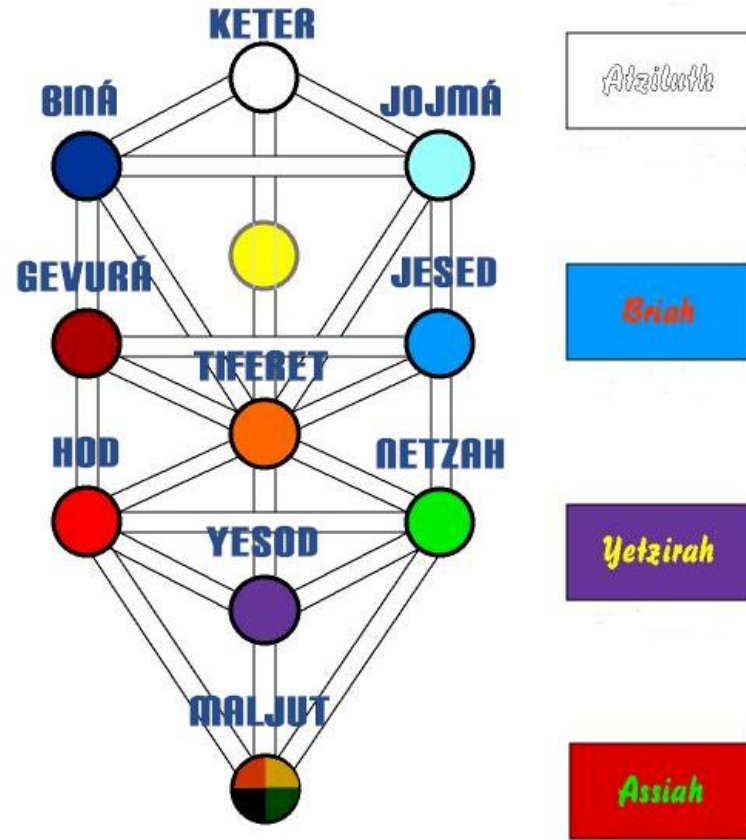 KETER
BINÁ
JOJMÁ
GEVURÁ
JESED
TIFERET
HOD
NETZAH
YESOD
MALJUT
Atziluth
Briah
Yetzirah
Assiah